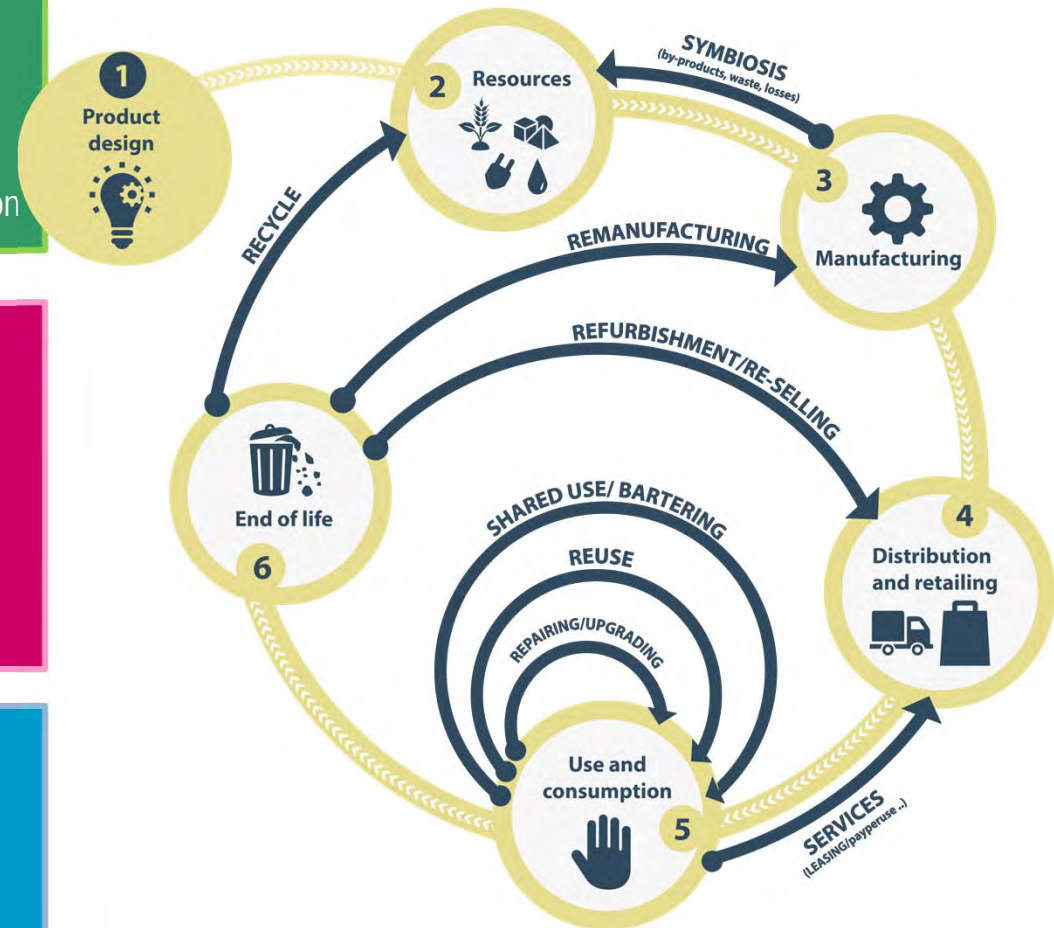 1
Product
design
on
2
Resources
SYMBIOSIS
(by-products, waste, losses)
3
Manufacturing
RECYCLE
REMANUFACTURING
REFURBISHMENT/RE-SELLING
End of life
6
4
Distribution
and retailing
SHARED USE/ BARTERING
REUSE
REPAIRING/UPGRADING
Use and
consumption
5
SERVICES
(LEASING/payperuse ..)